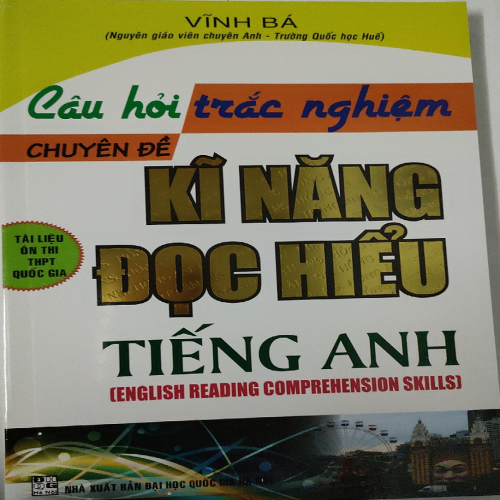 VĨNH BÁ
(Nguyên giáo viên chuyên Anh - Trường Quốc học Huế)
Câu hỏi trắc nghiệm
CHUYÊN ĐỀ
KĨ NĂNG
ĐỌC HIỂU
TÀI LIỆU
ÔN THI
THPT
QUỐC GIA
TIẾNG ANH
(ENGLISH READING COMPREHENSION SKILLS)
NHÀ XUẤT BẢN ĐẠI HỌC QUỐC GIA